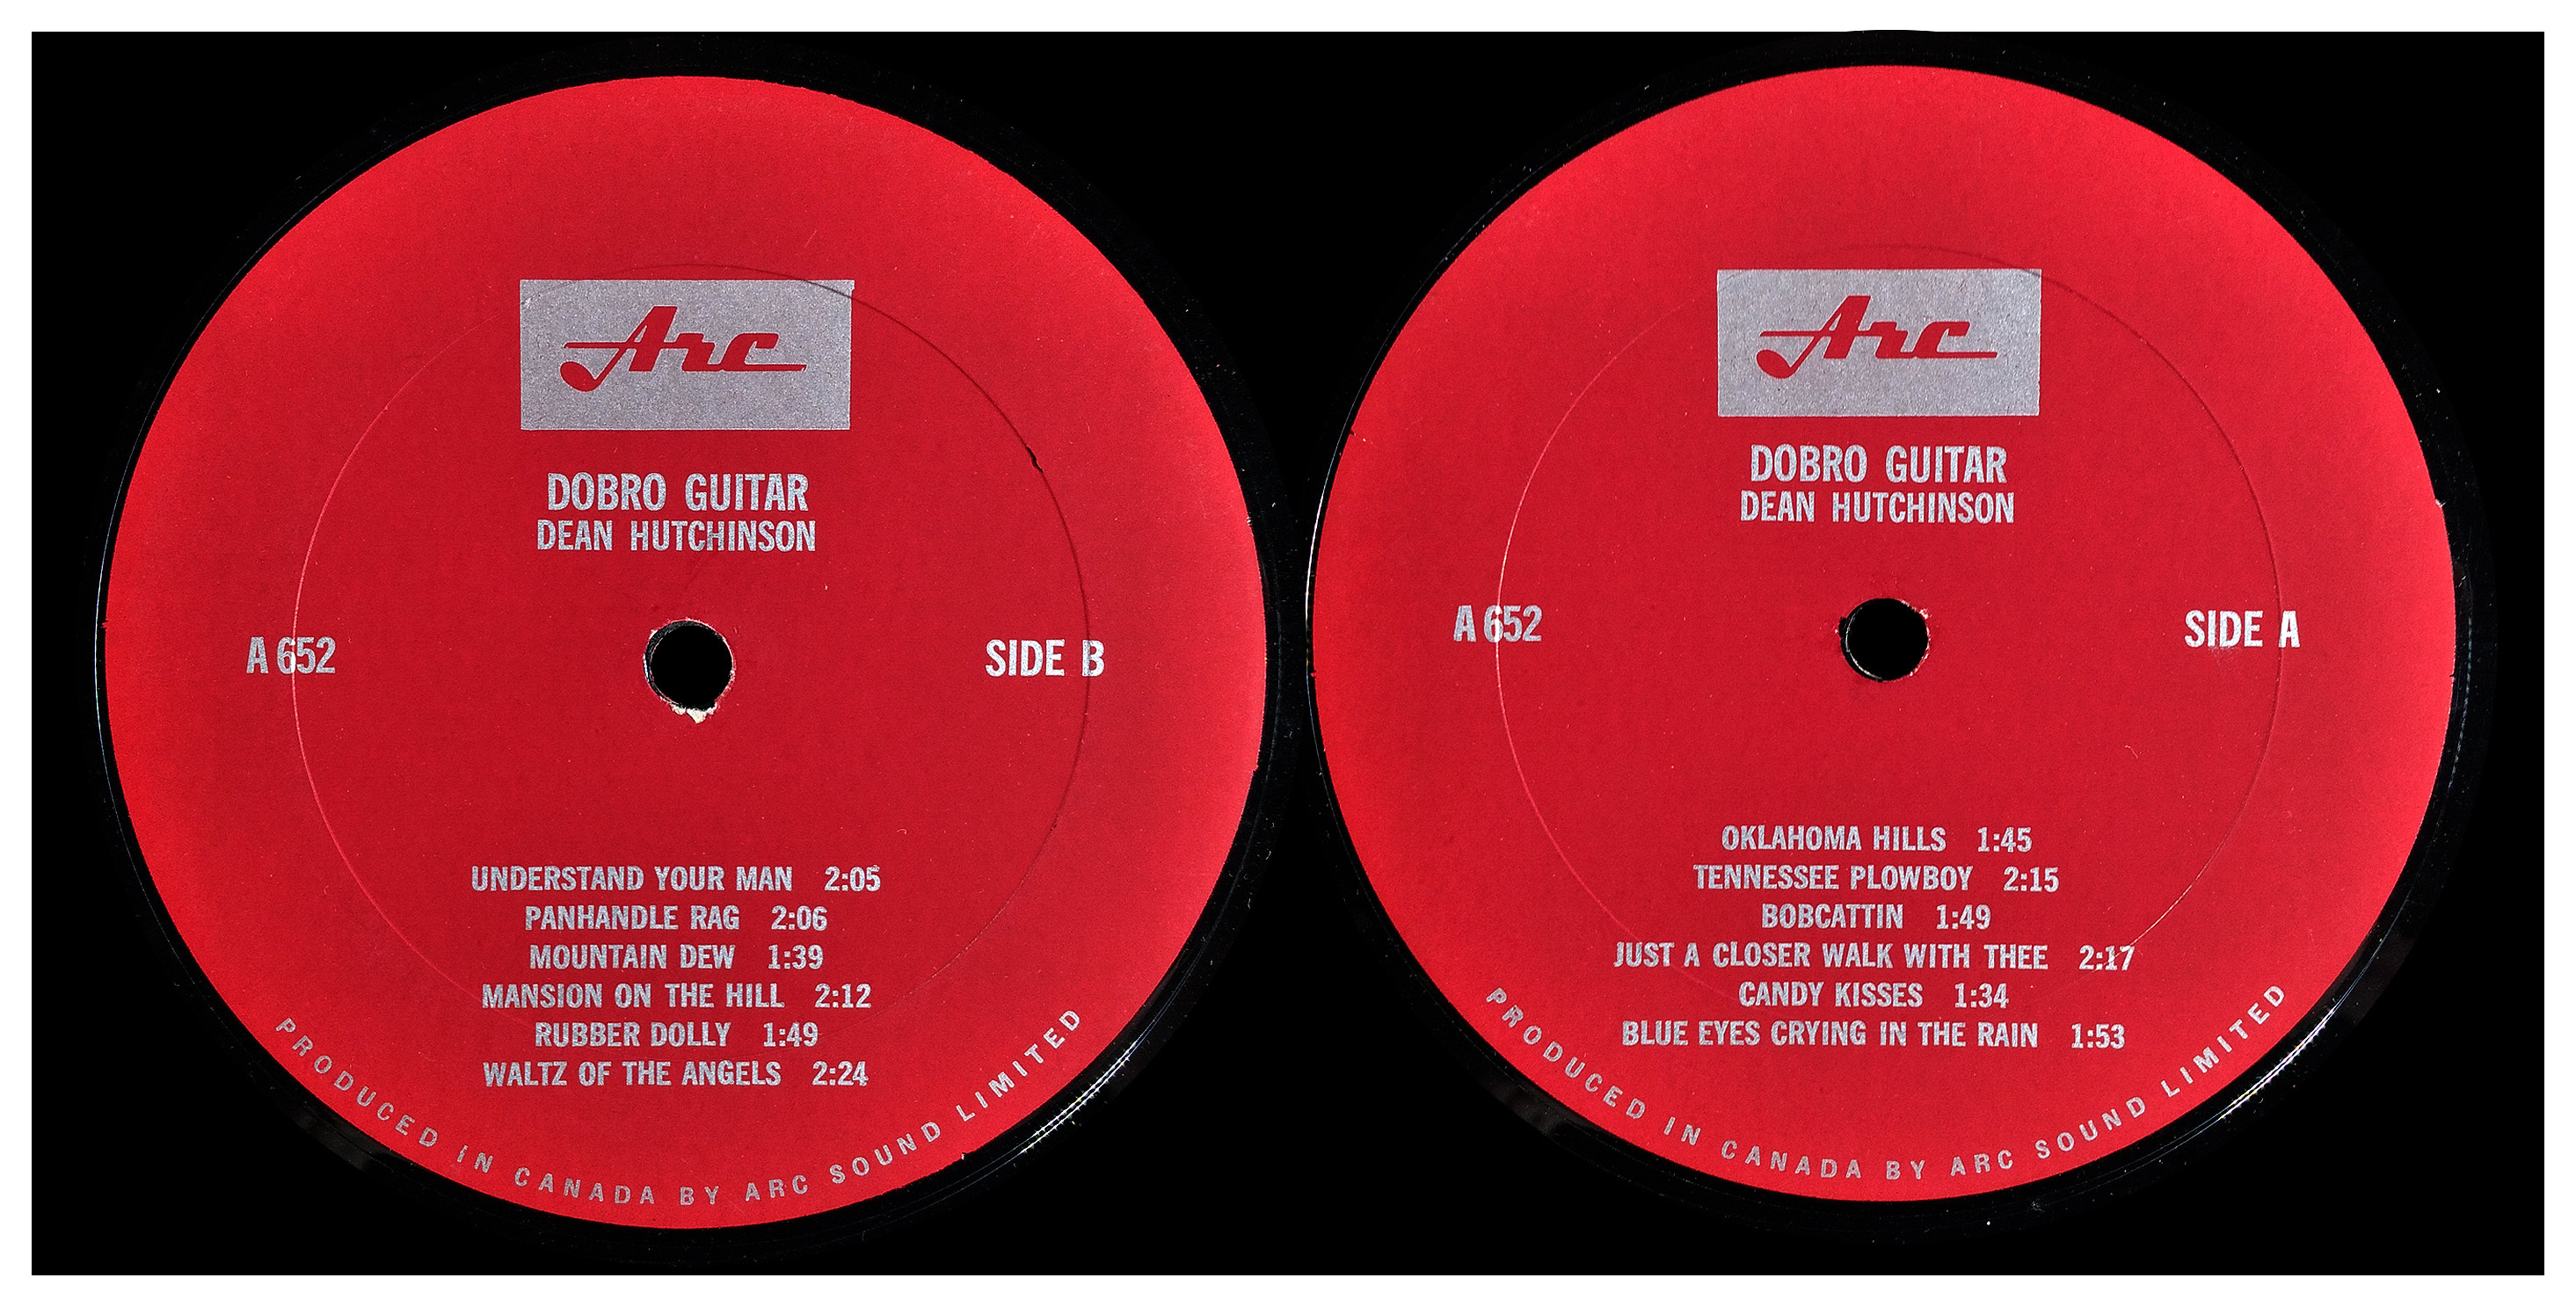 Arc
DOBRO GUITAR
DEAN HUTCHINSON
A 652
SIDE B
UNDERSTAND YOUR MAN 2:05
PANHANDLE RAG 2:06
MOUNTAIN DEW 1:39
MANSION ON THE HILL 2:12
RUBBER DOLLY 1:49
WALTZ OF THE ANGELS 2:24
PRODUCED IN CANADA BY ARC SOUND LIMITED
Arc
DOBRO GUITAR
DEAN HUTCHINSON
A 652
SIDE A
OKLAHOMA HILLS 1:45
TENNESSEE PLOWBOY 2:15
BOBCATTIN 1:49
JUST A CLOSER WALK WITH THEE 2:17
CANDY KISSES 1:34
BLUE EYES CRYING IN THE RAIN 1:53
PRODUCED IN CANADA BY ARC SOUND LIMITED